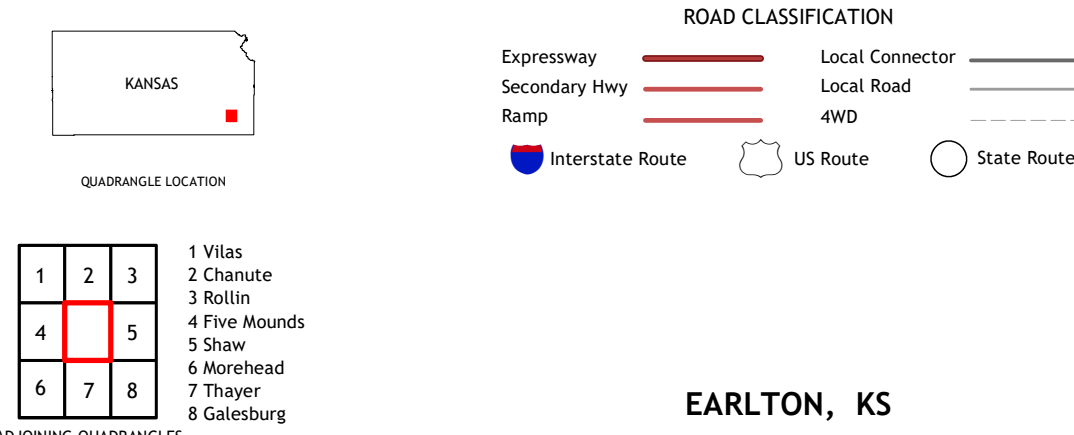 KANSAS
QUADRANGLE LOCATION
ROAD CLASSIFICATION
Expressway
Secondary Hwy
Ramp
Local Connector
Local Road
4WD
Interstate Route
US Route
State Route
1 2 3
4 5
6 7 8
1 Vilas
2 Chanute
3 Rollin
4 Five Mounds
5 Shaw
6 Morehead
7 Thayer
8 Galesburg
ADJOINING QUADRANGLES
EARLTON, KS